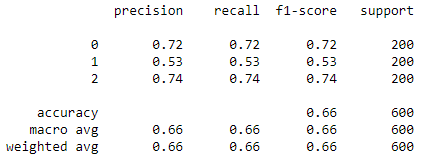 precision recall f1-score support
0 0.72 0.72 0.72 200
1 0.53 0.53 0.53 200
2 0.74 0.74 0.74 200
accuracy 0.66 600
macro avg 0.66 0.66 0.66 600
weighted avg 0.66 0.66 0.66 600